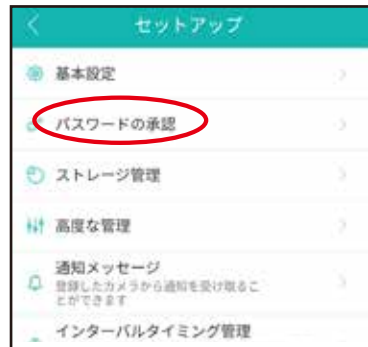 セットアップ
基本設定
パスワードの承認
ストレージ管理
高度な管理
通知メッセージ
登録したカメラから通知を受け取るこ
とができます
インターバルタイミング管理